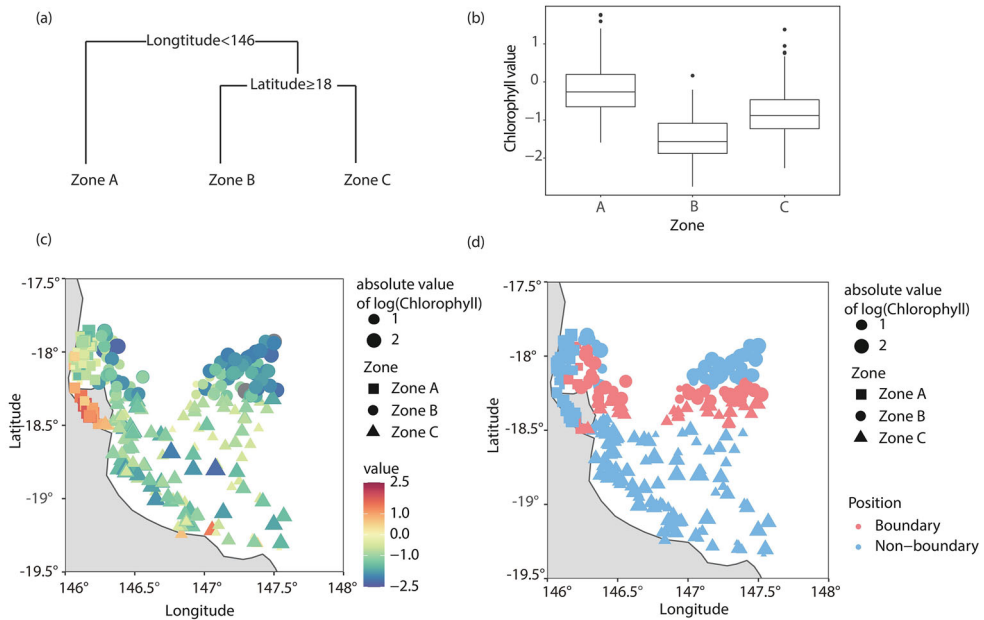 (a)
Longtitude<146
Latitude≥18
Zone A
Zone B
Zone C
(b)
Chlorophyll value
1
0
−1
−2
A
B
C
Zone
(c)
-17.5°
-18°
-18.5°
-19°
-19.5°
Latitude
146°
146.5°
147°
147.5°
148°
Longitude
absolute value
of log(Chlorophyll)
1
2
Zone
Zone A
Zone B
Zone C
value
2.5
1.0
0.0
−1.0
−2.5
(d)
-17.5°
-18°
-18.5°
-19°
-19.5°
Latitude
146°
146.5°
147°
147.5°
148°
Longitude
absolute value
of log(Chlorophyll)
1
2
Zone
Zone A
Zone B
Zone C
Position
Boundary
Non−boundary